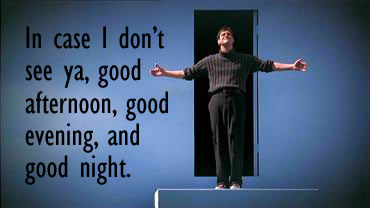 In case I don't
see ya, good
afternoon, good
evening, and
good night.